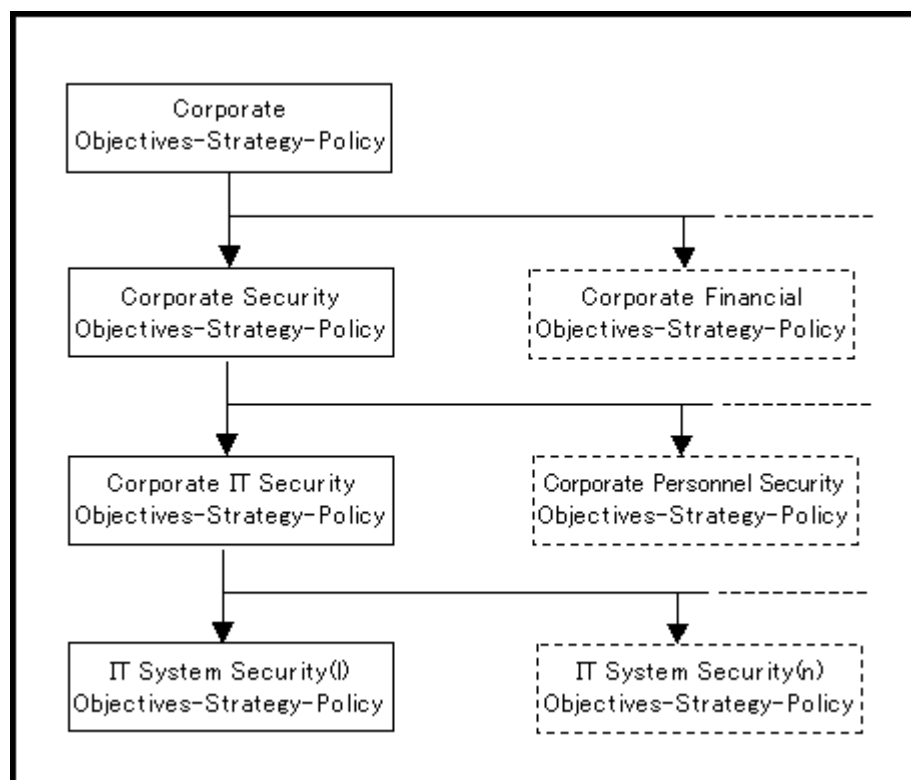 Corporate
Objectives-Strategy-Policy
Corporate Security
Objectives-Strategy-Policy
Corporate Financial
Objectives-Strategy-Policy
Corporate IT Security
Objectives-Strategy-Policy
Corporate Personnel Security
Objectives-Strategy-Policy
IT System Security(l)
Objectives-Strategy-Policy
IT System Security(n)
Objectives-Strategy-Policy